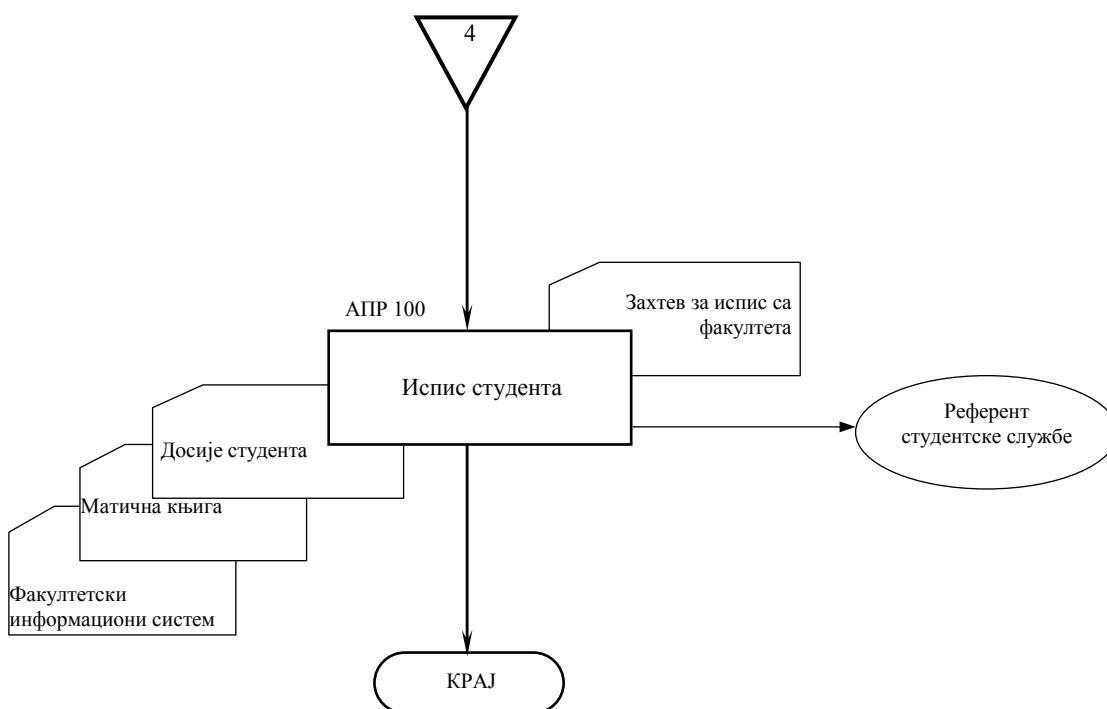 4
АПР 100
Захтев за испис са
факултета
Испис студента
Референт
студентске службе
Досије студента
Матична књига
Факултетски
информациони систем
КРАЈ